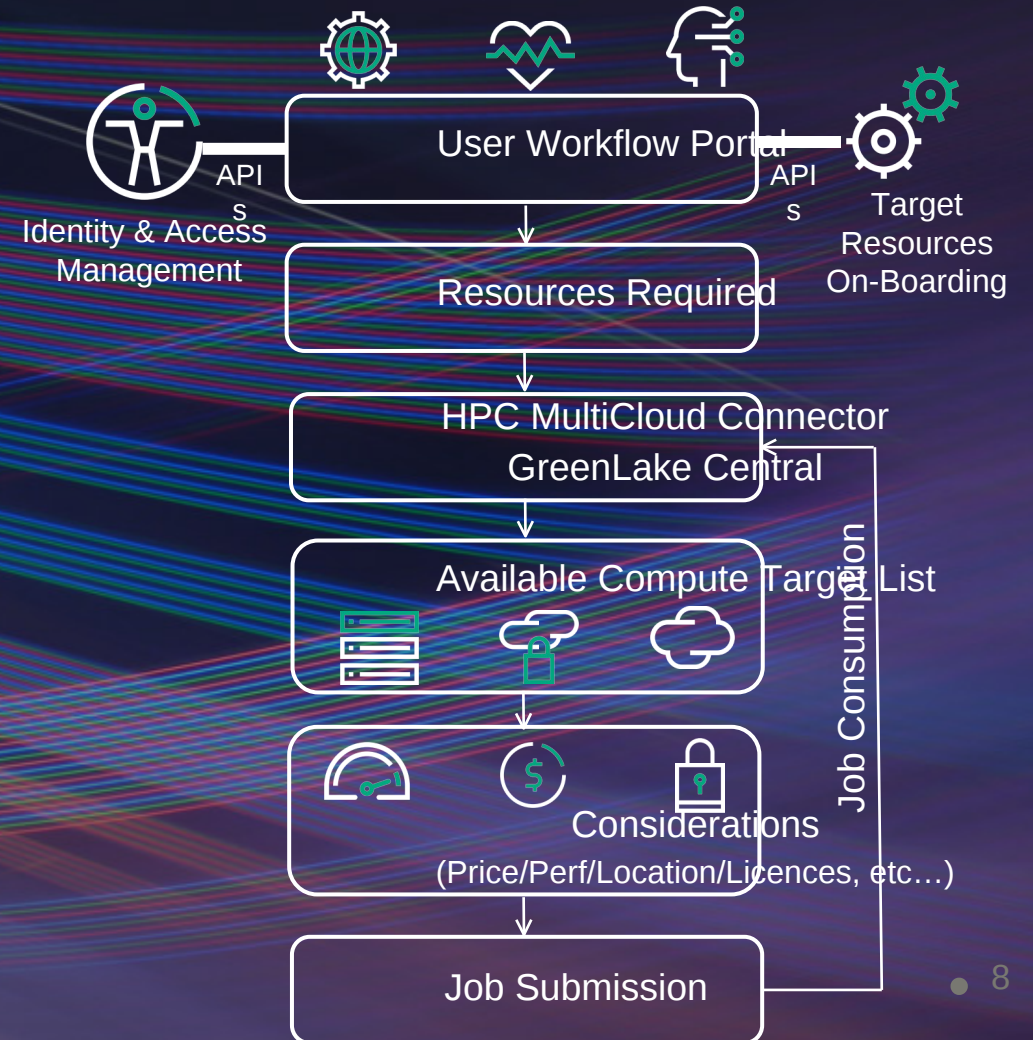 User Workflow Portal
API
s
API
s
Identity & Access
Management
Target
Resources
On-Boarding
Resources Required
HPC MultiCloud Connector
GreenLake Central
Available Compute Target List
Job Consumption
$
Considerations
(Price/Perf/Location/Licences, etc…)
Job Submission
8